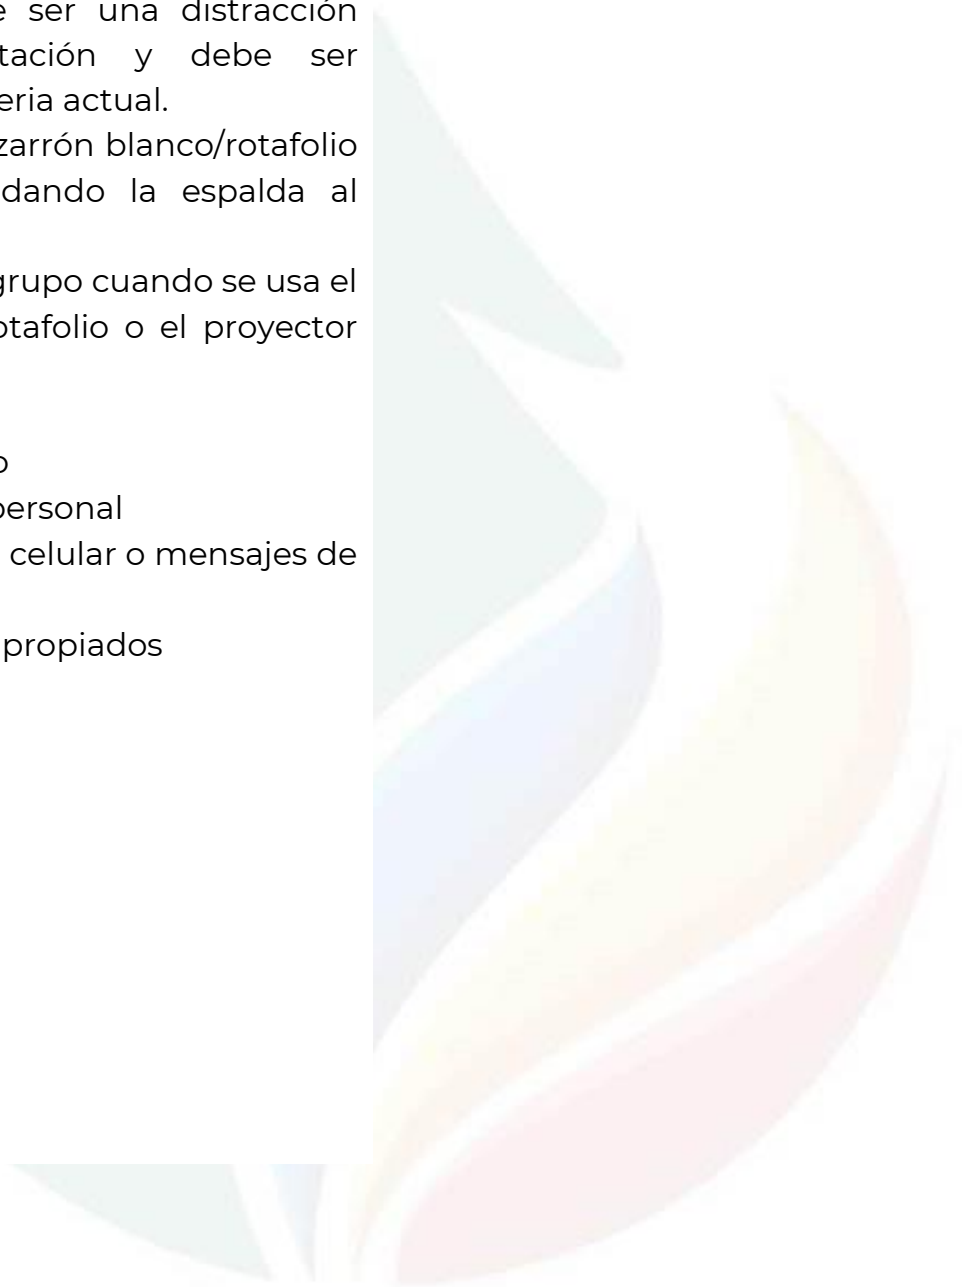 ser una distracción
tación y debe ser
eria actual.
zarrón blanco/rotafolio
dando la espalda al
grupo cuando se usa el
otafolio o el proyector
o
personal
celular o mensajes de
propiados